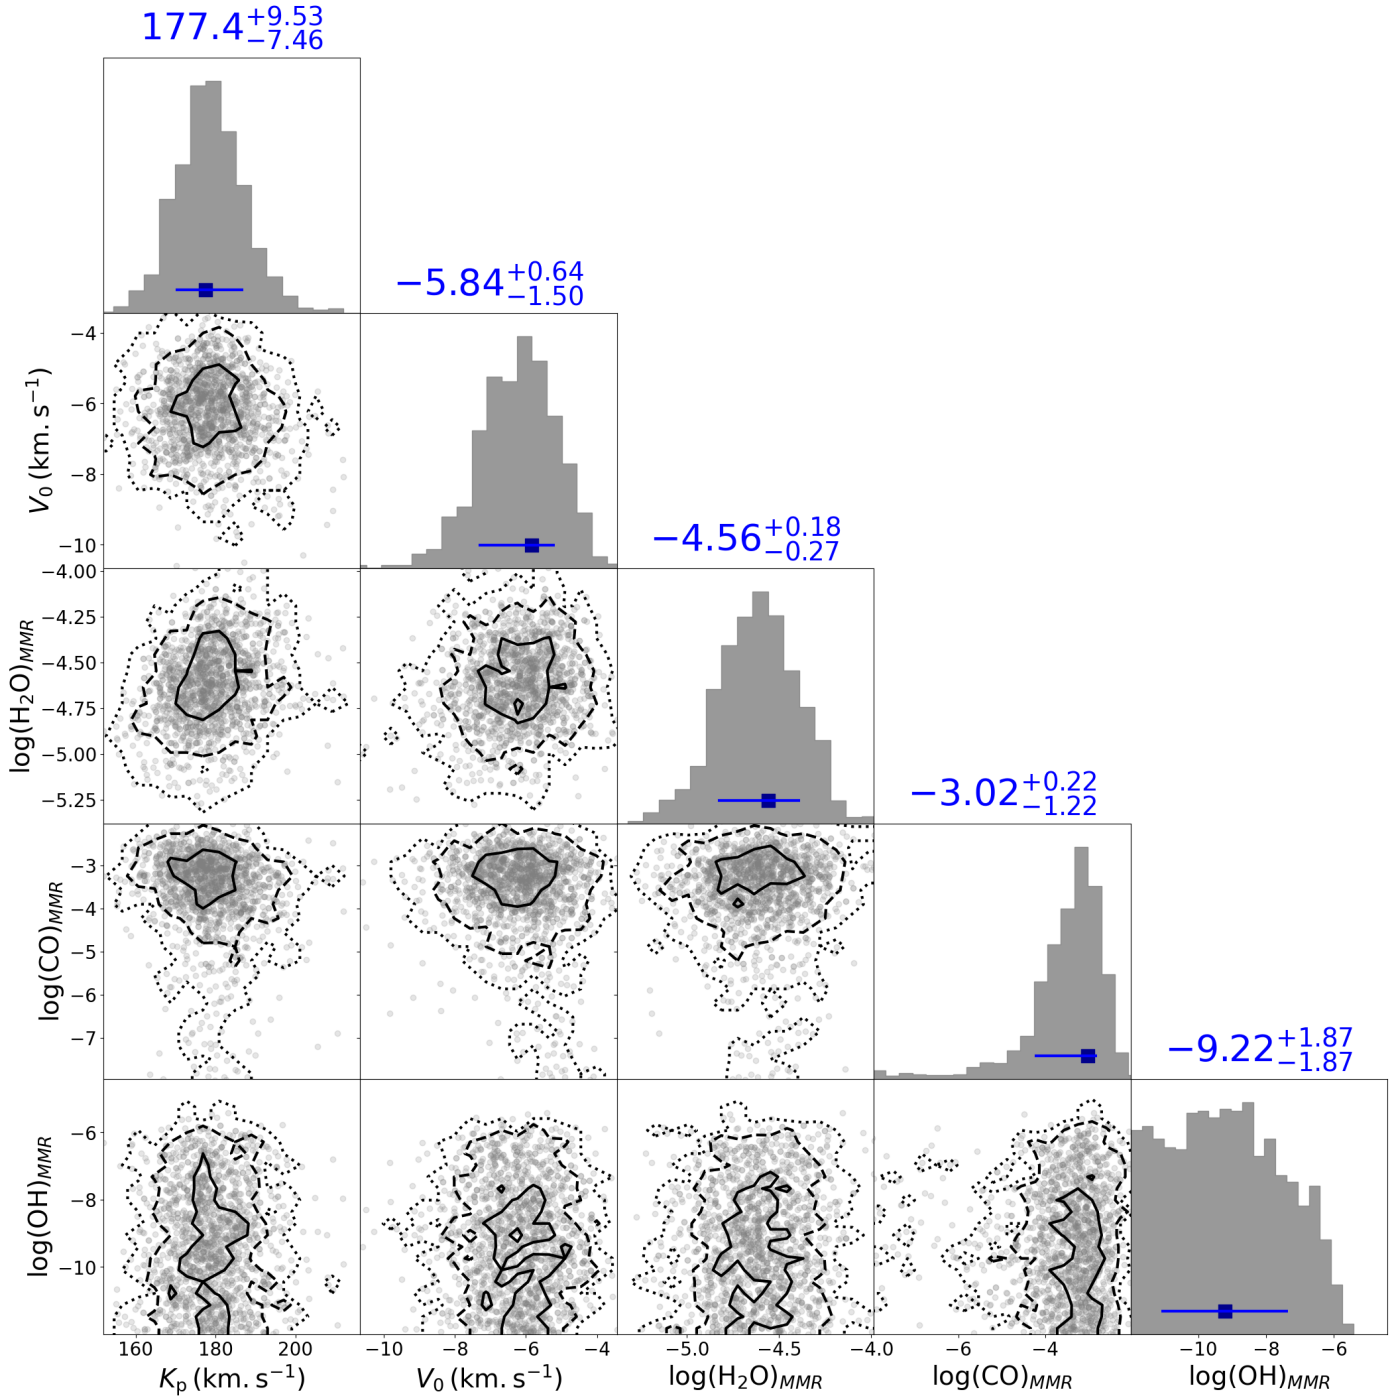 177.4+9.53−7.46
−5.84+0.64−1.50
−4
−6
−8
−10
V0 (km. s−1)
−4.56+0.18−0.27
−4.00
−4.25
−4.50
−4.75
−5.00
−5.25
log(H2O)MMR
−3.02+0.22−1.22
−3
−4
−5
−6
−7
log(CO)MMR
−9.22+1.87−1.87
−6
−8
−10
log(OH)MMR
160 180 200
−10 −8 −6 −4
−5.0 −4.5 −4.0
−6 −4
−10 −8 −6
Kp (km. s−1)
V0 (km. s−1)
log(H2O)MMR
log(CO)MMR
log(OH)MMR